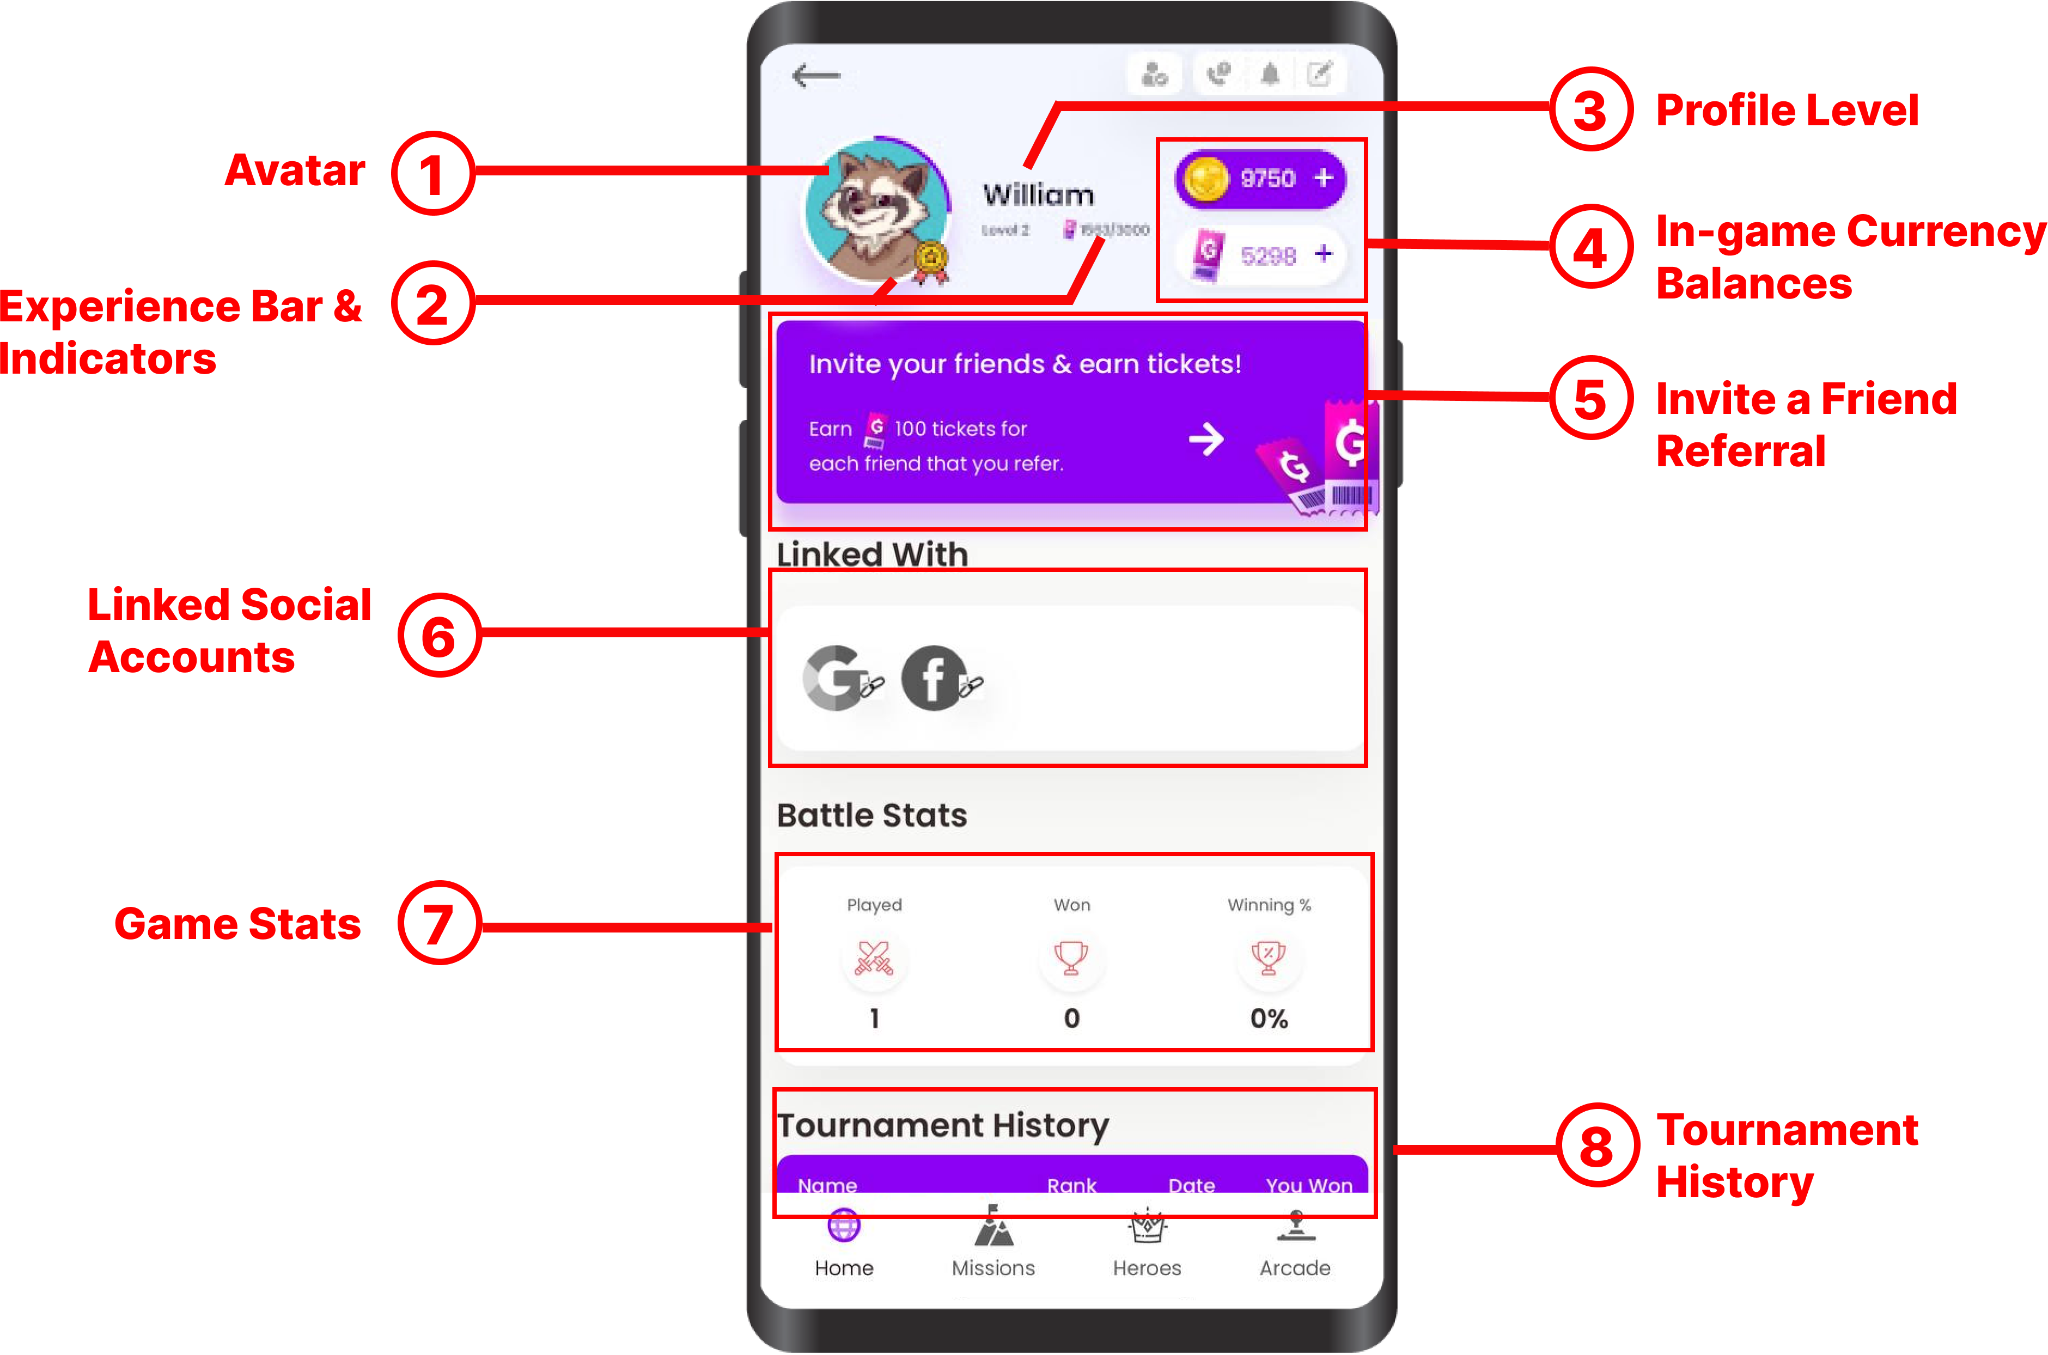 1
Avatar
2
Experience Bar &
Indicators
3
Profile Level
4
In-game Currency
Balances
5
Invite a Friend
Referral
6
Linked Social
Accounts
7
Game Stats
8
Tournament
History
William
Level 2
/3000
9750 +
5298 +
Invite your friends & earn tickets!
Earn G 100 tickets for
each friend that you refer.
Linked With
G f
Battle Stats
Played Won Winning %
1 0 0%
Tournament History
Name Rank Date You Won
Home Missions Heroes Arcade